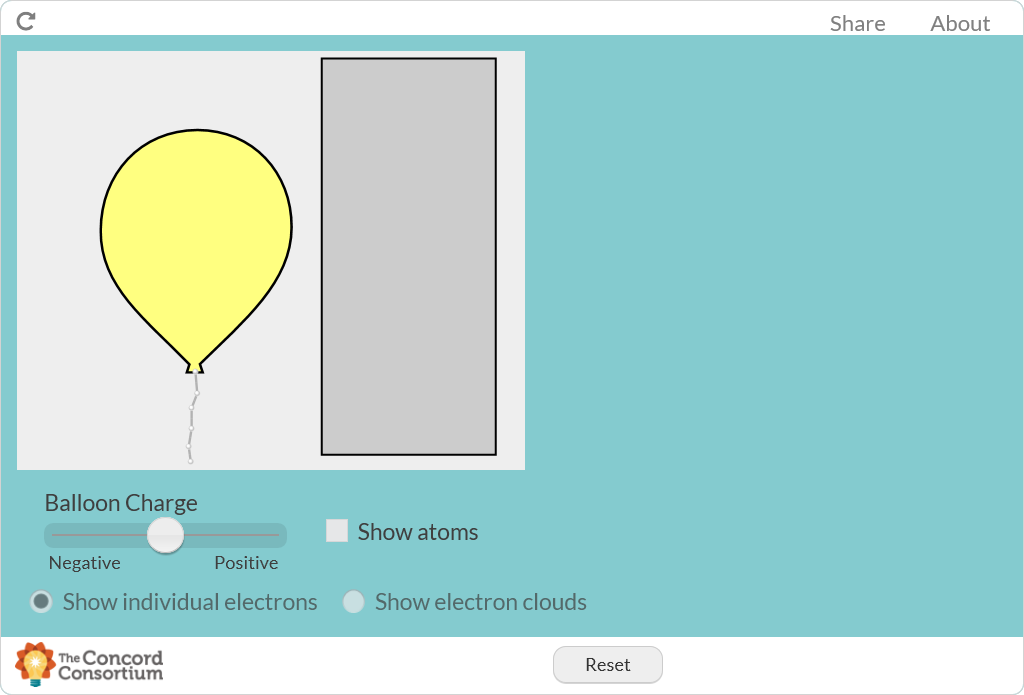 Share About
Balloon Charge
Show atoms
Negative Positive
Show individual electrons Show electron clouds
The Concord
Consortium
Reset